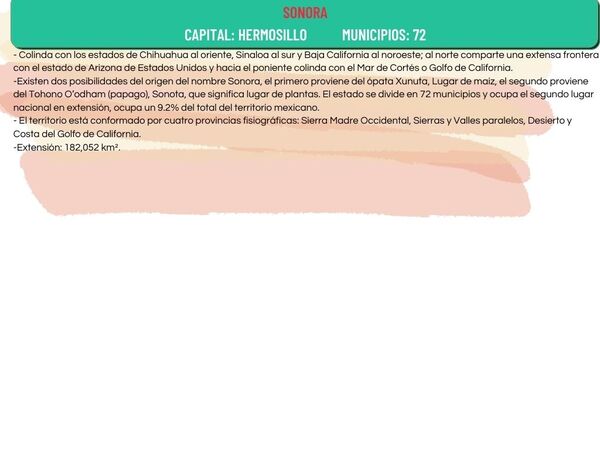 SONORA
CAPITAL: HERMOSILLO MUNICIPIOS: 72
- Colinda con los estados de Chihuahua al oriente, Sinaloa al sur y Baja California al noroeste; al norte comparte una extensa frontera
con el estado de Arizona de Estados Unidos y hacia el poniente colinda con el Mar de Cortés o Golfo de California.
-Existen dos posibilidades del origen del nombre Sonora, el primero proviene del ópata Xunuta, Lugar de maíz, el segundo proviene
del Tohono O'odham (papago), Sonota, que significa lugar de plantas. El estado se divide en 72 municipios y ocupa el segundo lugar
nacional en extensión, ocupa un 9.2% del total del territorio mexicano.
- El territorio está conformado por cuatro provincias fisiográficas: Sierra Madre Occidental, Sierras y Valles paralelos, Desierto y
Costa del Golfo de California.
-Extensión: 182,052 km².